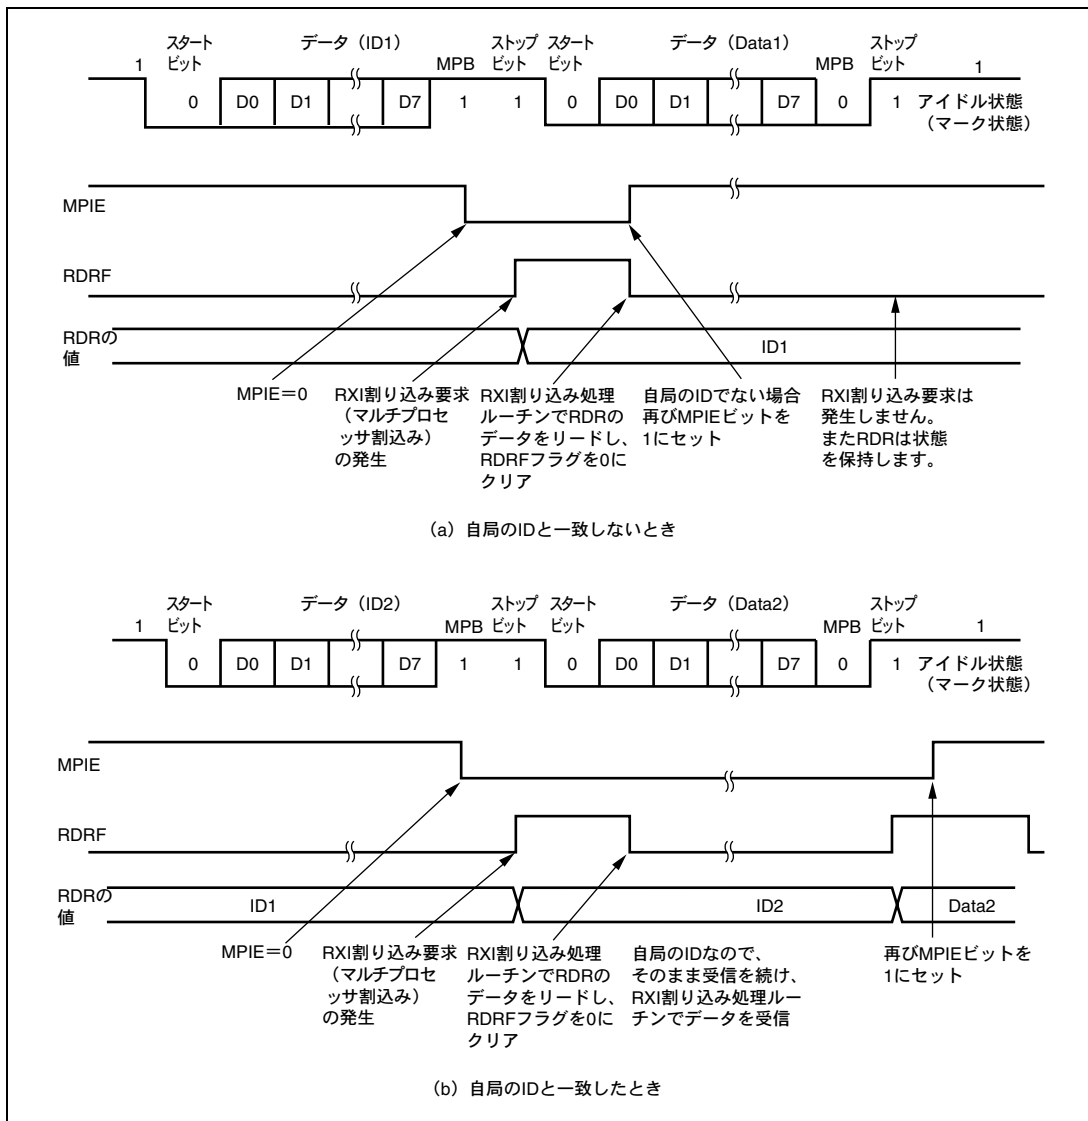 スタート
ビット
データ（ID1）
ストップ
ビット
スタート
ビット
データ（Data1）
ストップ
ビット
1
MPB
MPB
1
0
D0
D1
D7
1
1
0
D0
D1
D7
0
1
アイドル状態
（マーク状態）
MPIE
RDRF
RDRの
値
ID1
MPIE＝0
RXI割り込み要求
（マルチプロセ
ッサ割込み）
の発生
RXI割り込み処理
ルーチンでRDRの
データをリードし、
RDRFフラグを0に
クリア
自局のIDでない場合
再びMPIEビットを
1にセット
RXI割り込み要求は
発生しません。
またRDRは状態
を保持します。
（a）自局のIDと一致しないとき
スタート
ビット
データ（ID2）
ストップ
ビット
スタート
ビット
データ（Data2）
ストップ
ビット
1
MPB
MPB
1
0
D0
D1
D7
1
1
0
D0
D1
D7
0
1
アイドル状態
（マーク状態）
MPIE
RDRF
RDRの
値
ID1
ID2
Data2
MPIE＝0
RXI割り込み要求
（マルチプロセ
ッサ割込み）
の発生
RXI割り込み処理
ルーチンでRDRの
データをリードし、
RDRFフラグを0に
クリア
自局のIDなので、
そのまま受信を続け、
RXI割り込み処理ルー
チンでデータを受信
再びMPIEビットを
1にセット
（b）自局のIDと一致したとき